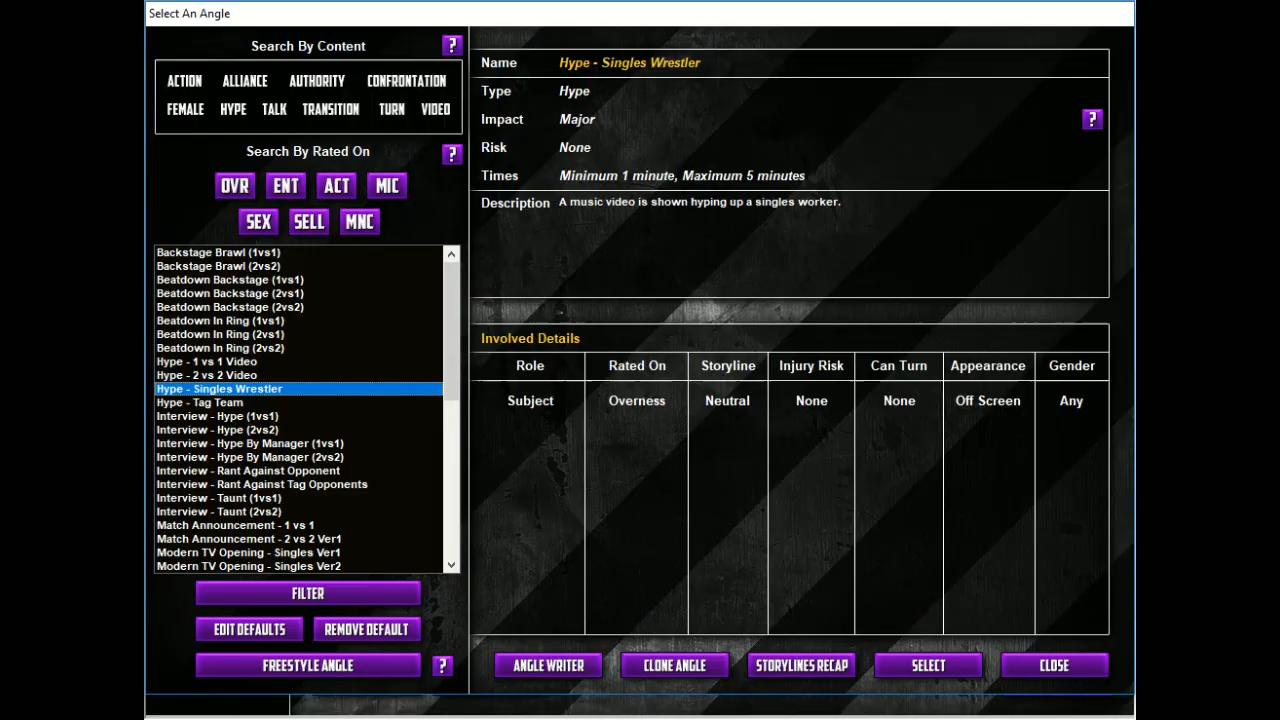 Select An Angle
Search By Content ?
ACTION ALLIANCE AUTHORITY CONFRONTATION
FEMALE HYPE TALK TRANSITION TURN VIDEO
Search By Rated On ?
OVR ENT ACT MIC
SEX SELL MNC
Backstage Brawl (1vs1)
Backstage Brawl (2vs2)
Beatdown Backstage (1vs1)
Beatdown Backstage (2vs1)
Beatdown Backstage (2vs2)
Beatdown In Ring (1vs1)
Beatdown In Ring (2vs1)
Beatdown In Ring (2vs2)
Hype - 1 vs 1 Video
Hype - 2 vs 2 Video
Hype - Singles Wrestler
Hype - Tag Team
Interview - Hype (1vs1)
Interview - Hype (2vs2)
Interview - Hype By Manager (1vs1)
Interview - Hype By Manager (2vs2)
Interview - Rant Against Opponent
Interview - Rant Against Tag Opponents
Interview - Taunt (1vs1)
Interview - Taunt (2vs2)
Match Announcement - 1 vs 1
Match Announcement - 2 vs 2 Ver1
Modern TV Opening - Singles Ver1
Modern TV Opening - Singles Ver2
FILTER
EDIT DEFAULTS REMOVE DEFAULT
FREESTYLE ANGLE ?
Name Hype - Singles Wrestler
Type Hype
Impact Major ?
Risk None
Times Minimum 1 minute, Maximum 5 minutes
Description A music video is shown hyping up a singles worker.
Involved Details
Role Rated On Storyline Injury Risk Can Turn Appearance Gender
Subject Overness Neutral None None Off Screen Any
ANGLE WRITER CLONE ANGLE STORYLINES RECAP SELECT CLOSE